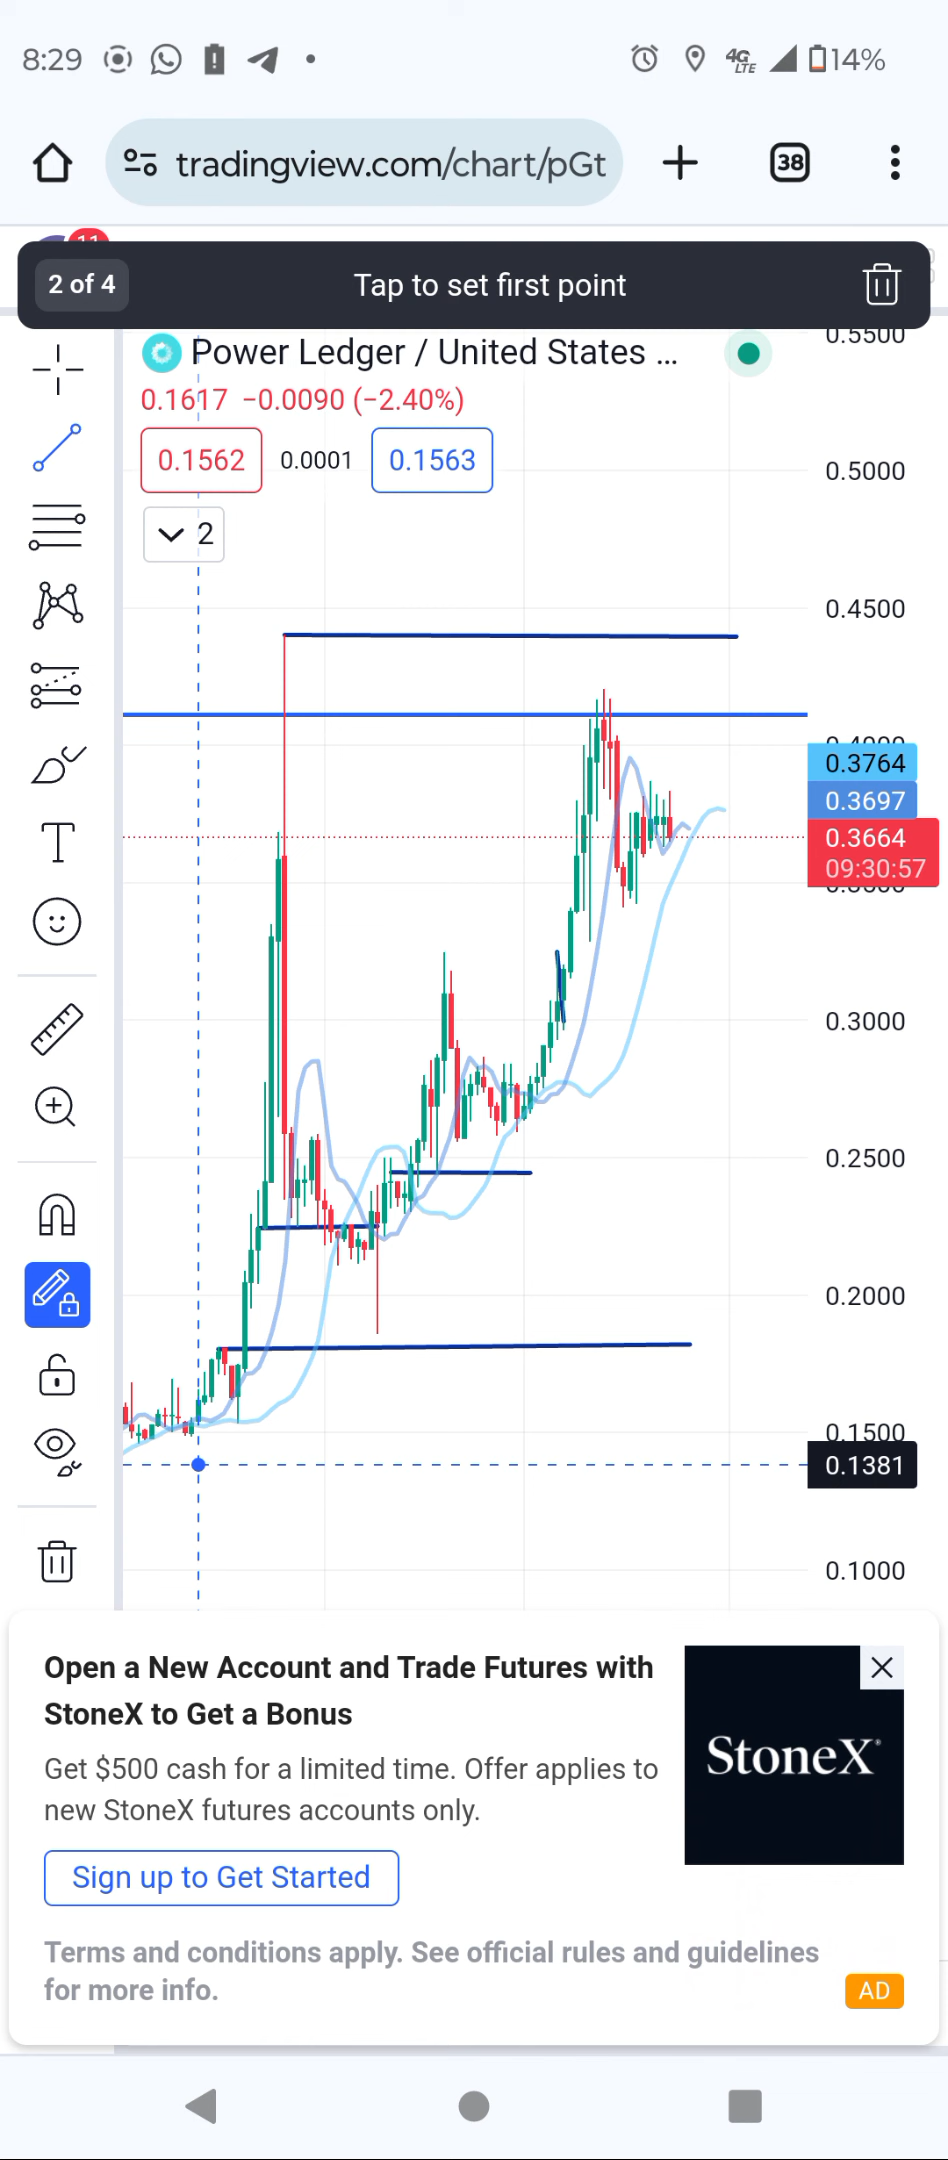 8:29
4G
LTE
14%
tradingview.com/chart/pGt
38
11
2 of 4
Tap to set first point
0.5500
Power Ledger / United States ...
0.1617 −0.0090 (−2.40%)
0.1562
0.0001
0.1563
0.5000
2
0.4500
0.4000
0.3764
0.3697
0.3664
09:30:57
0.3000
0.2500
0.2000
0.1500
0.1381
0.1000
Open a New Account and Trade Futures with
StoneX to Get a Bonus
Get $500 cash for a limited time. Offer applies to
new StoneX futures accounts only.
StoneX
Sign up to Get Started
Terms and conditions apply. See official rules and guidelines
for more info.
AD